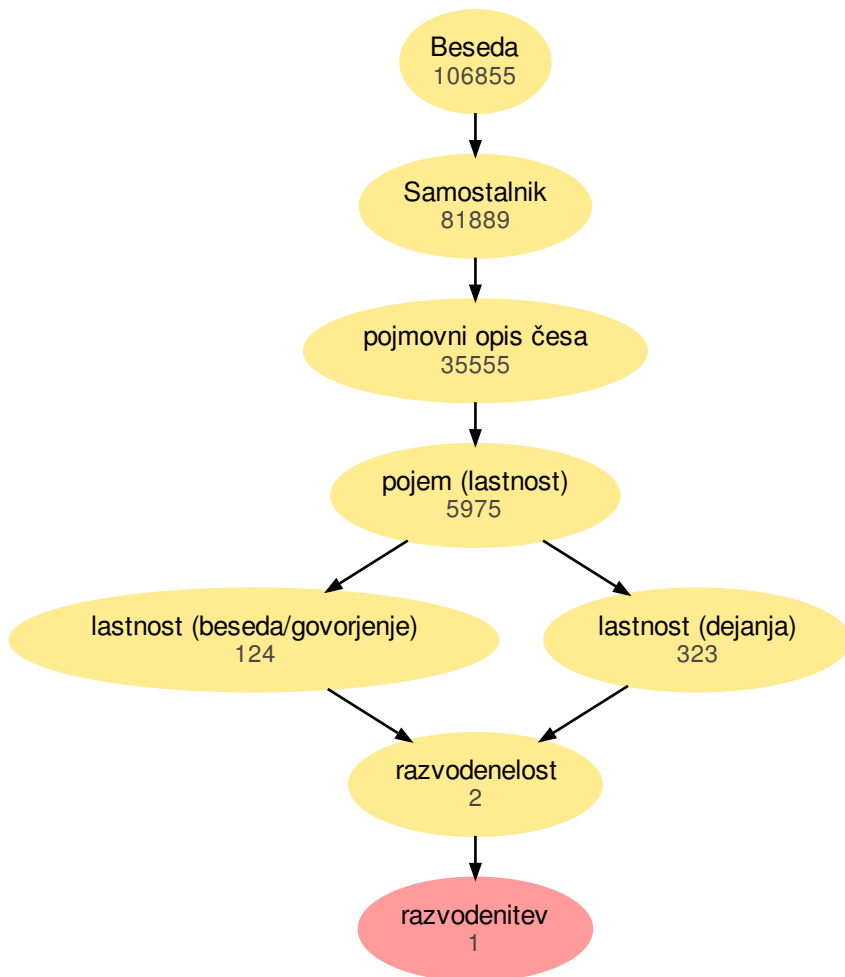 Beseda
106855
Samostalnik
81889
pojmovni opis česa
35555
pojem (lastnost)
5975
lastnost (beseda/govorjenje)
124
lastnost (dejanja)
323
razvodenelost
2
razvodenitev
1